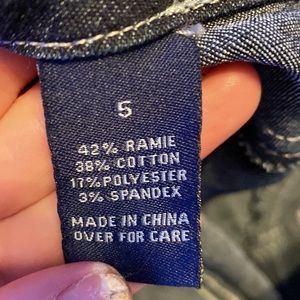 5
42% RAMIE
38% COTTON
17% POLYESTER
3% SPANDEX
MADE IN CHINA
OVER FOR CARE